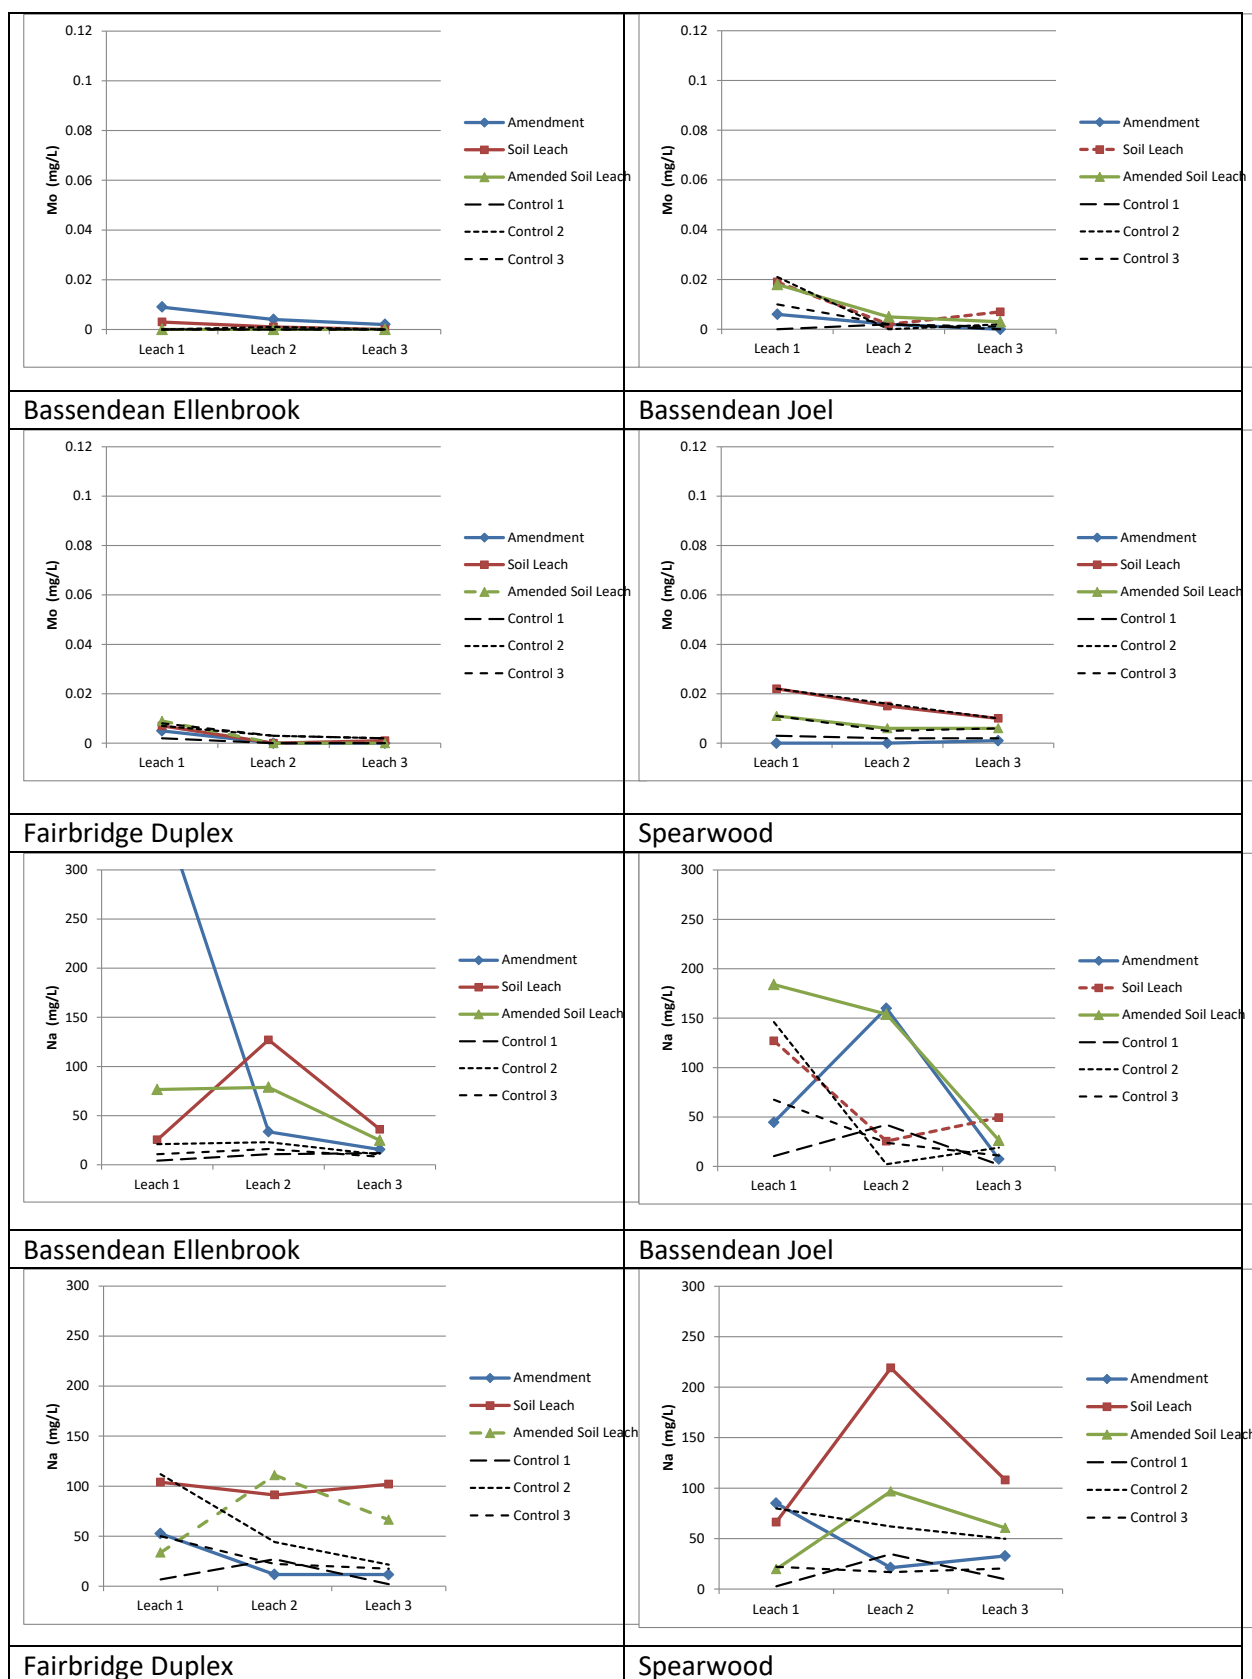 0.12
0.1
0.08
0.06
0.04
0.02
0
Mo (mg/L)
Leach 1 Leach 2 Leach 3
Amendment
Soil Leach
Amended Soil Leach
Control 1
Control 2
Control 3
0.12
0.1
0.08
0.06
0.04
0.02
0
Mo (mg/L)
Leach 1 Leach 2 Leach 3
Amendment
Soil Leach
Amended Soil Leach
Control 1
Control 2
Control 3
Bassendean Ellenbrook
Bassendean Joel
0.12
0.1
0.08
0.06
0.04
0.02
0
Mo (mg/L)
Leach 1 Leach 2 Leach 3
Amendment
Soil Leach
Amended Soil Leach
Control 1
Control 2
Control 3
0.12
0.1
0.08
0.06
0.04
0.02
0
Mo (mg/L)
Leach 1 Leach 2 Leach 3
Amendment
Soil Leach
Amended Soil Leach
Control 1
Control 2
Control 3
Fairbridge Duplex
Spearwood
300
250
200
150
100
50
0
Na (mg/L)
Leach 1 Leach 2 Leach 3
Amendment
Soil Leach
Amended Soil Leach
Control 1
Control 2
Control 3
300
250
200
150
100
50
0
Na (mg/L)
Leach 1 Leach 2 Leach 3
Amendment
Soil Leach
Amended Soil Leach
Control 1
Control 2
Control 3
Bassendean Ellenbrook
Bassendean Joel
300
250
200
150
100
50
0
Na (mg/L)
Leach 1 Leach 2 Leach 3
Amendment
Soil Leach
Amended Soil Leach
Control 1
Control 2
Control 3
300
250
200
150
100
50
0
Na (mg/L)
Leach 1 Leach 2 Leach 3
Amendment
Soil Leach
Amended Soil Leach
Control 1
Control 2
Control 3
Fairbridge Duplex
Spearwood